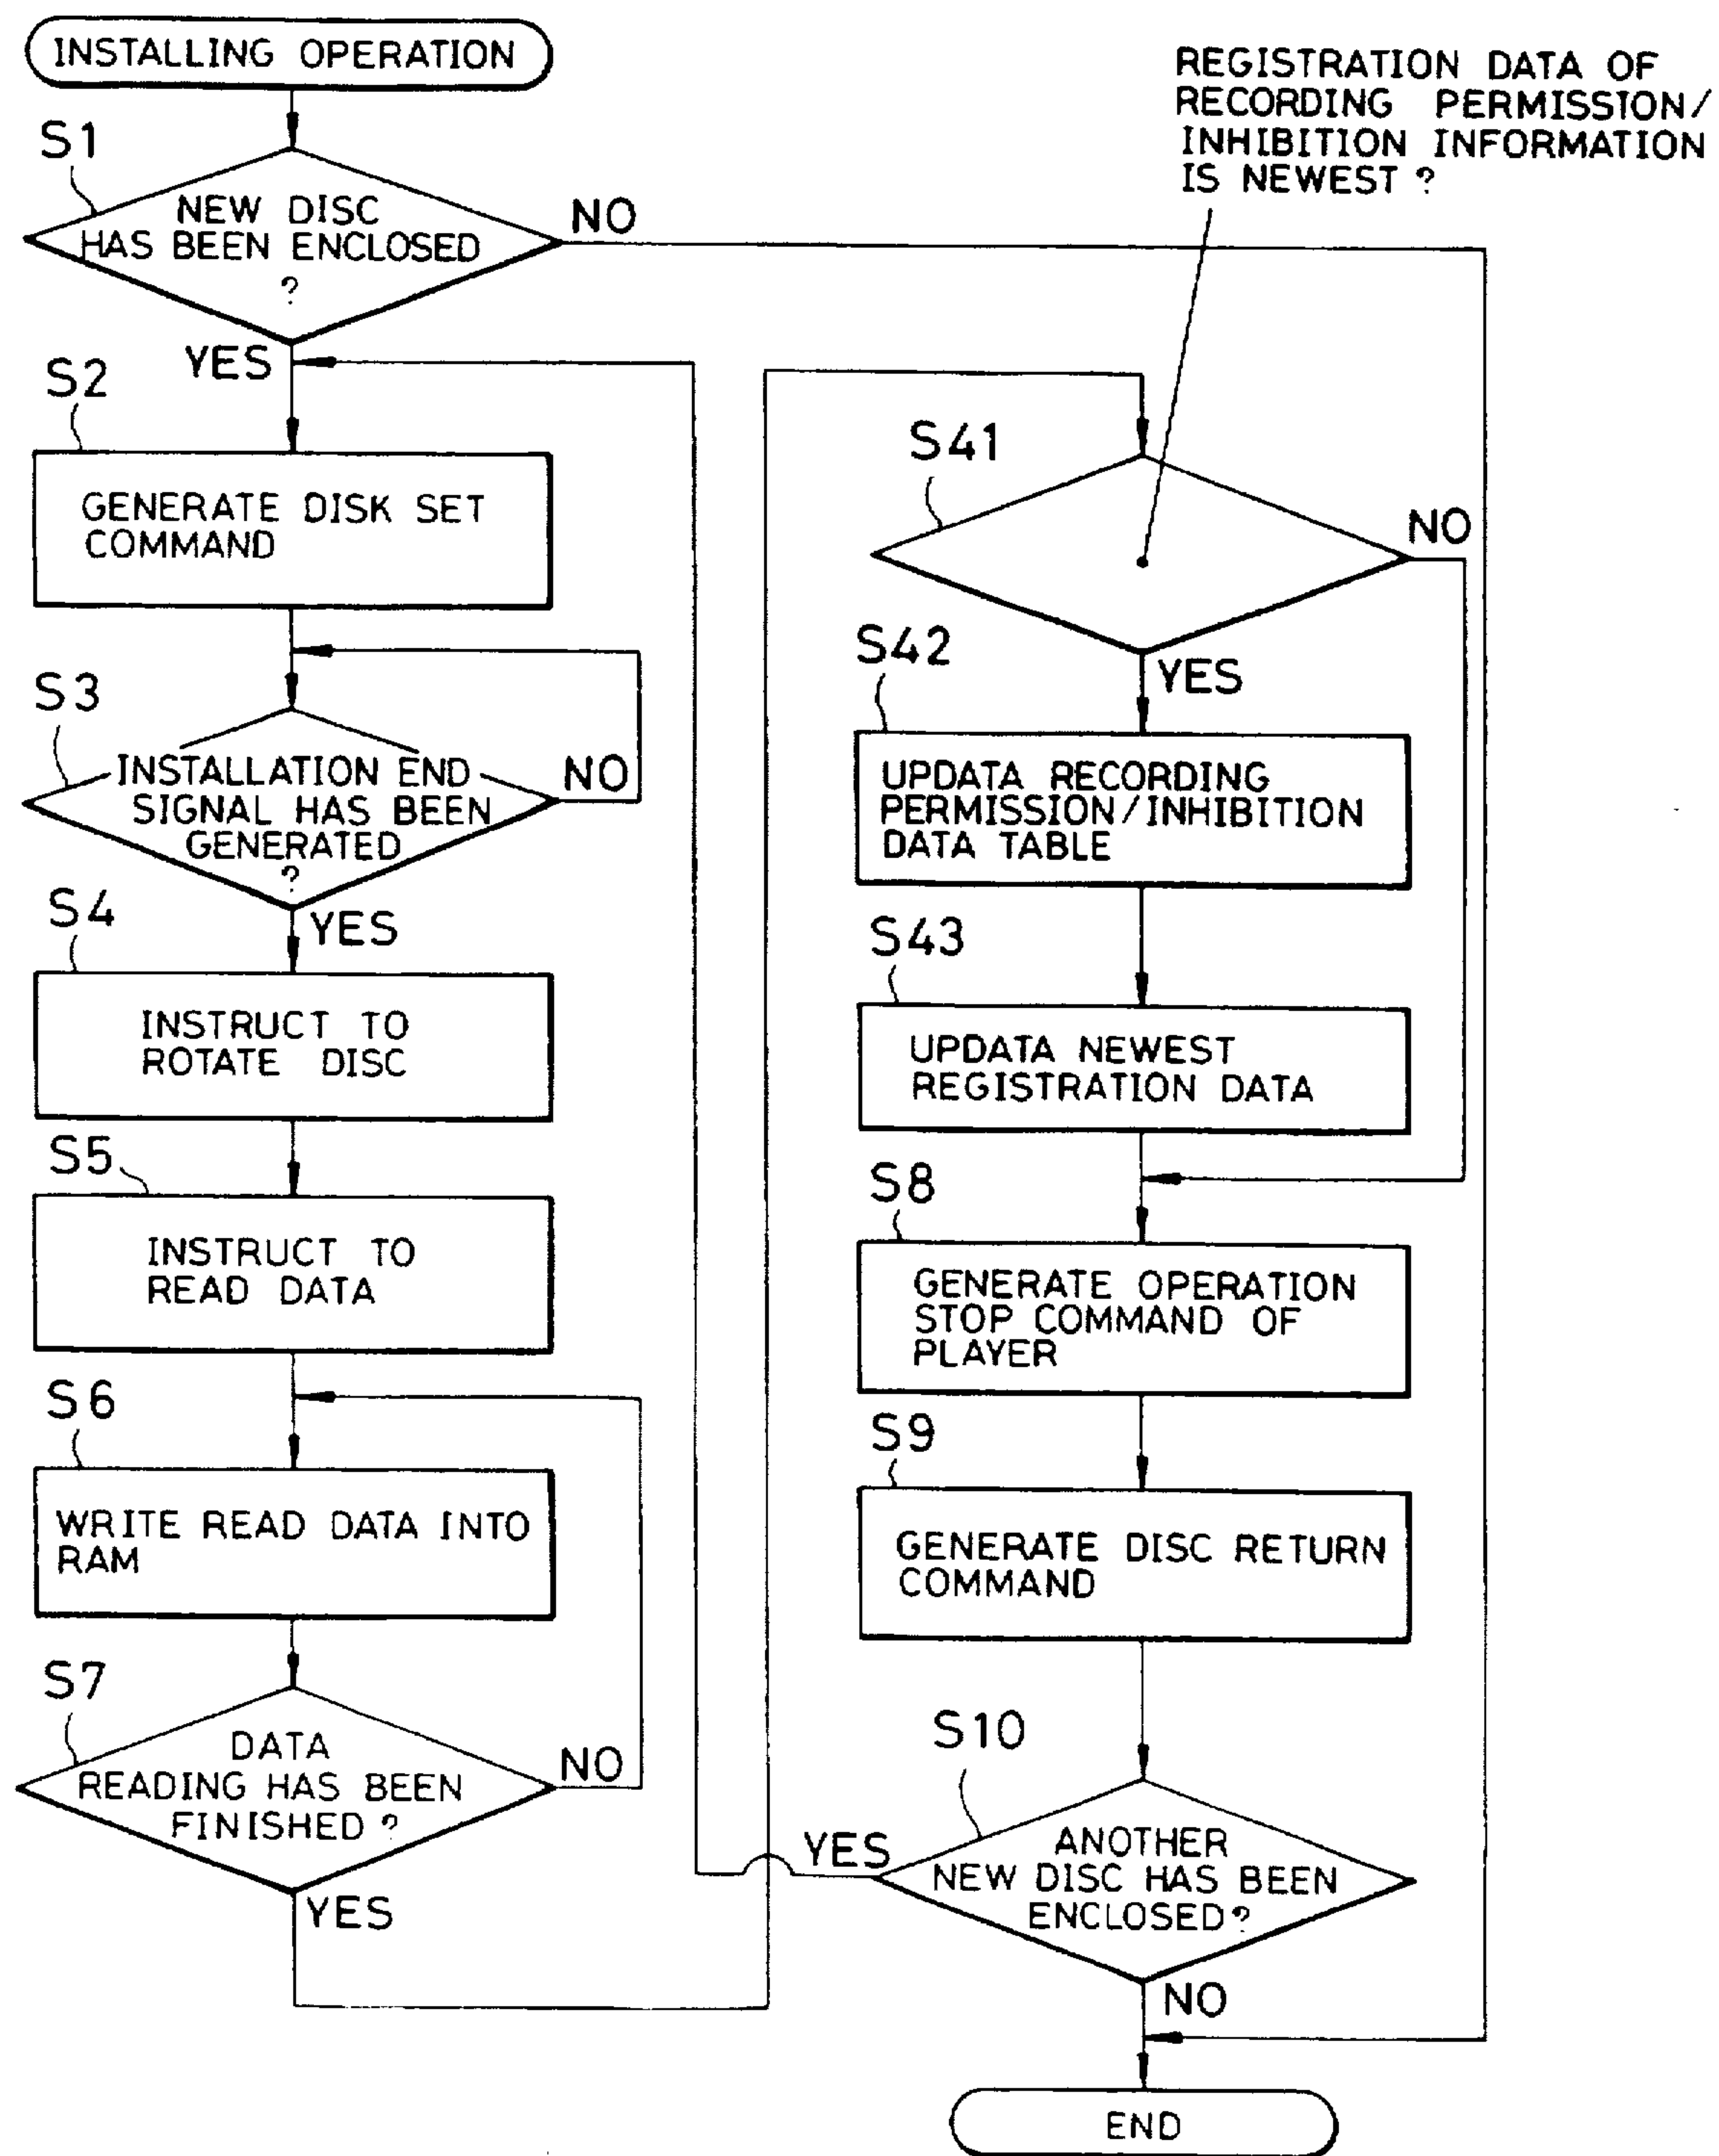 INSTALLING OPERATION
S1
NEW DISC
HAS BEEN ENCLOSED
?
NO
YES
S2
GENERATE DISK SET
COMMAND
S3
INSTALLATION END
SIGNAL HAS BEEN
GENERATED
?
NO
YES
S4
INSTRUCT TO
ROTATE DISC
S5
INSTRUCT TO
READ DATA
S6
WRITE READ DATA INTO
RAM
S7
DATA
READING HAS BEEN
FINISHED?
NO
YES
REGISTRATION DATA OF
RECORDING PERMISSION/
INHIBITION INFORMATION
IS NEWEST?
S41
NO
YES
S42
UPDATA RECORDING
PERMISSION/INHIBITION
DATA TABLE
S43
UPDATA NEWEST
REGISTRATION DATA
S8
GENERATE OPERATION
STOP COMMAND OF
PLAYER
S9
GENERATE DISC RETURN
COMMAND
S10
ANOTHER
NEW DISC HAS BEEN
ENCLOSED?
YES
NO
END